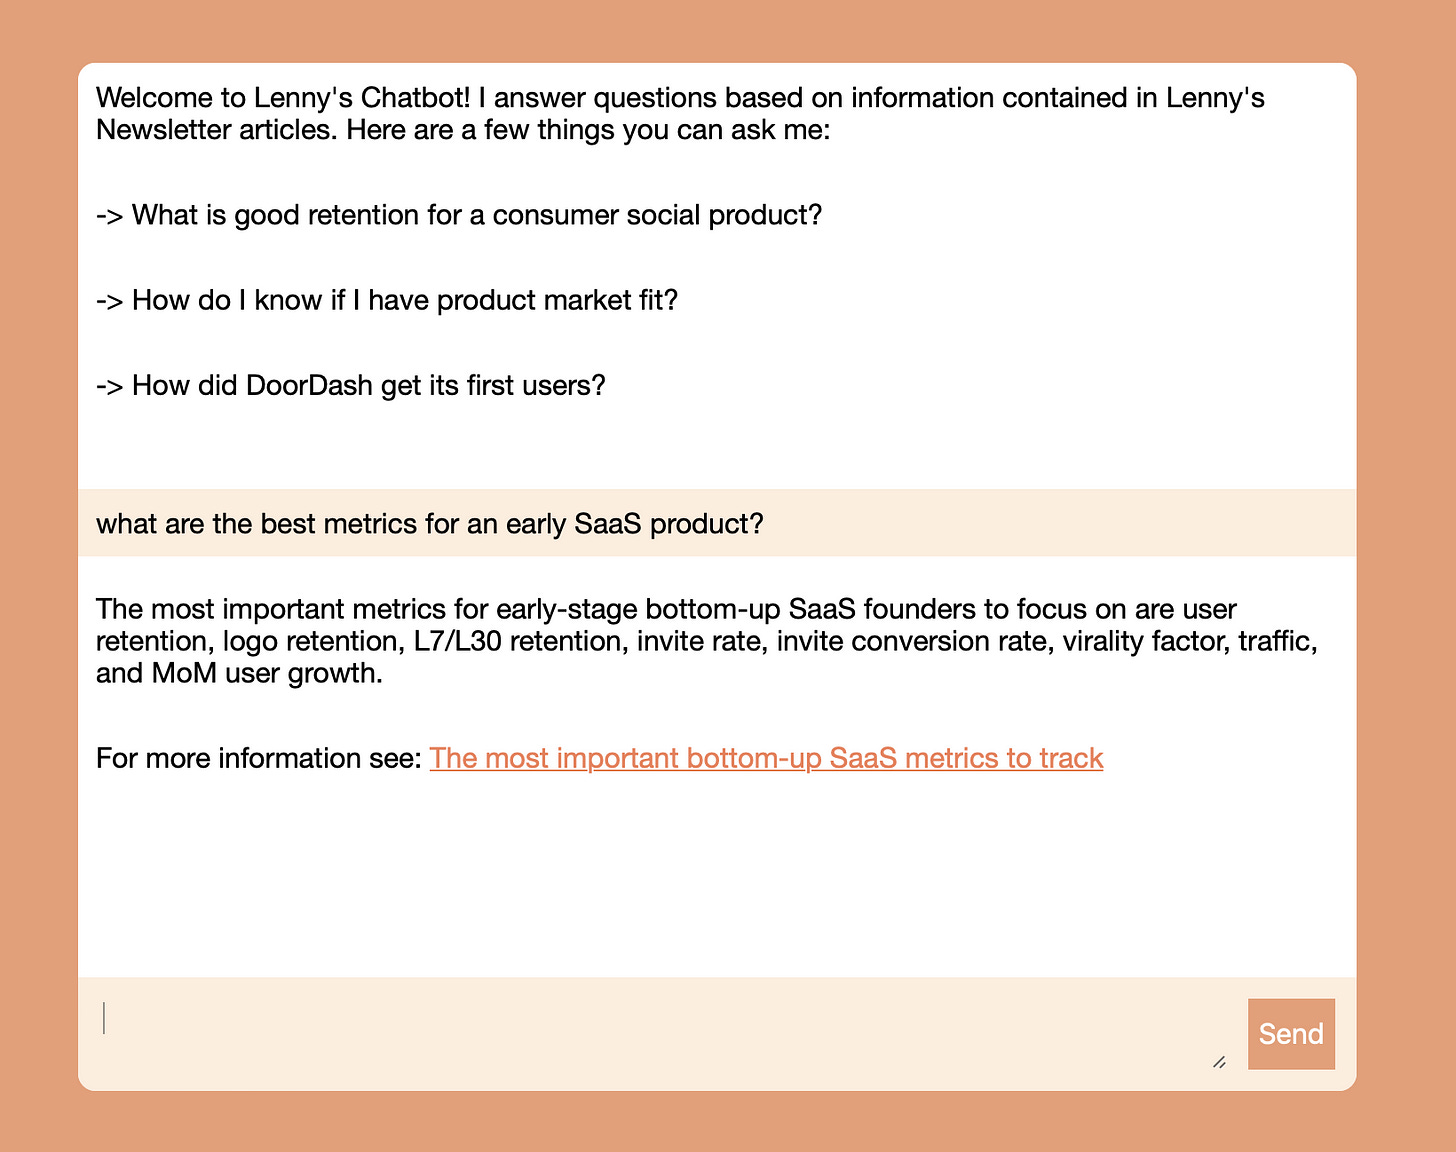 Welcome to Lenny's Chatbot! I answer questions based on information contained in Lenny's
Newsletter articles. Here are a few things you can ask me:
-> What is good retention for a consumer social product?
-> How do I know if I have product market fit?
-> How did DoorDash get its first users?
what are the best metrics for an early SaaS product?
The most important metrics for early-stage bottom-up SaaS founders to focus on are user
retention, logo retention, L7/L30 retention, invite rate, invite conversion rate, virality factor, traffic,
and MoM user growth.
For more information see: The most important bottom-up SaaS metrics to track
Send